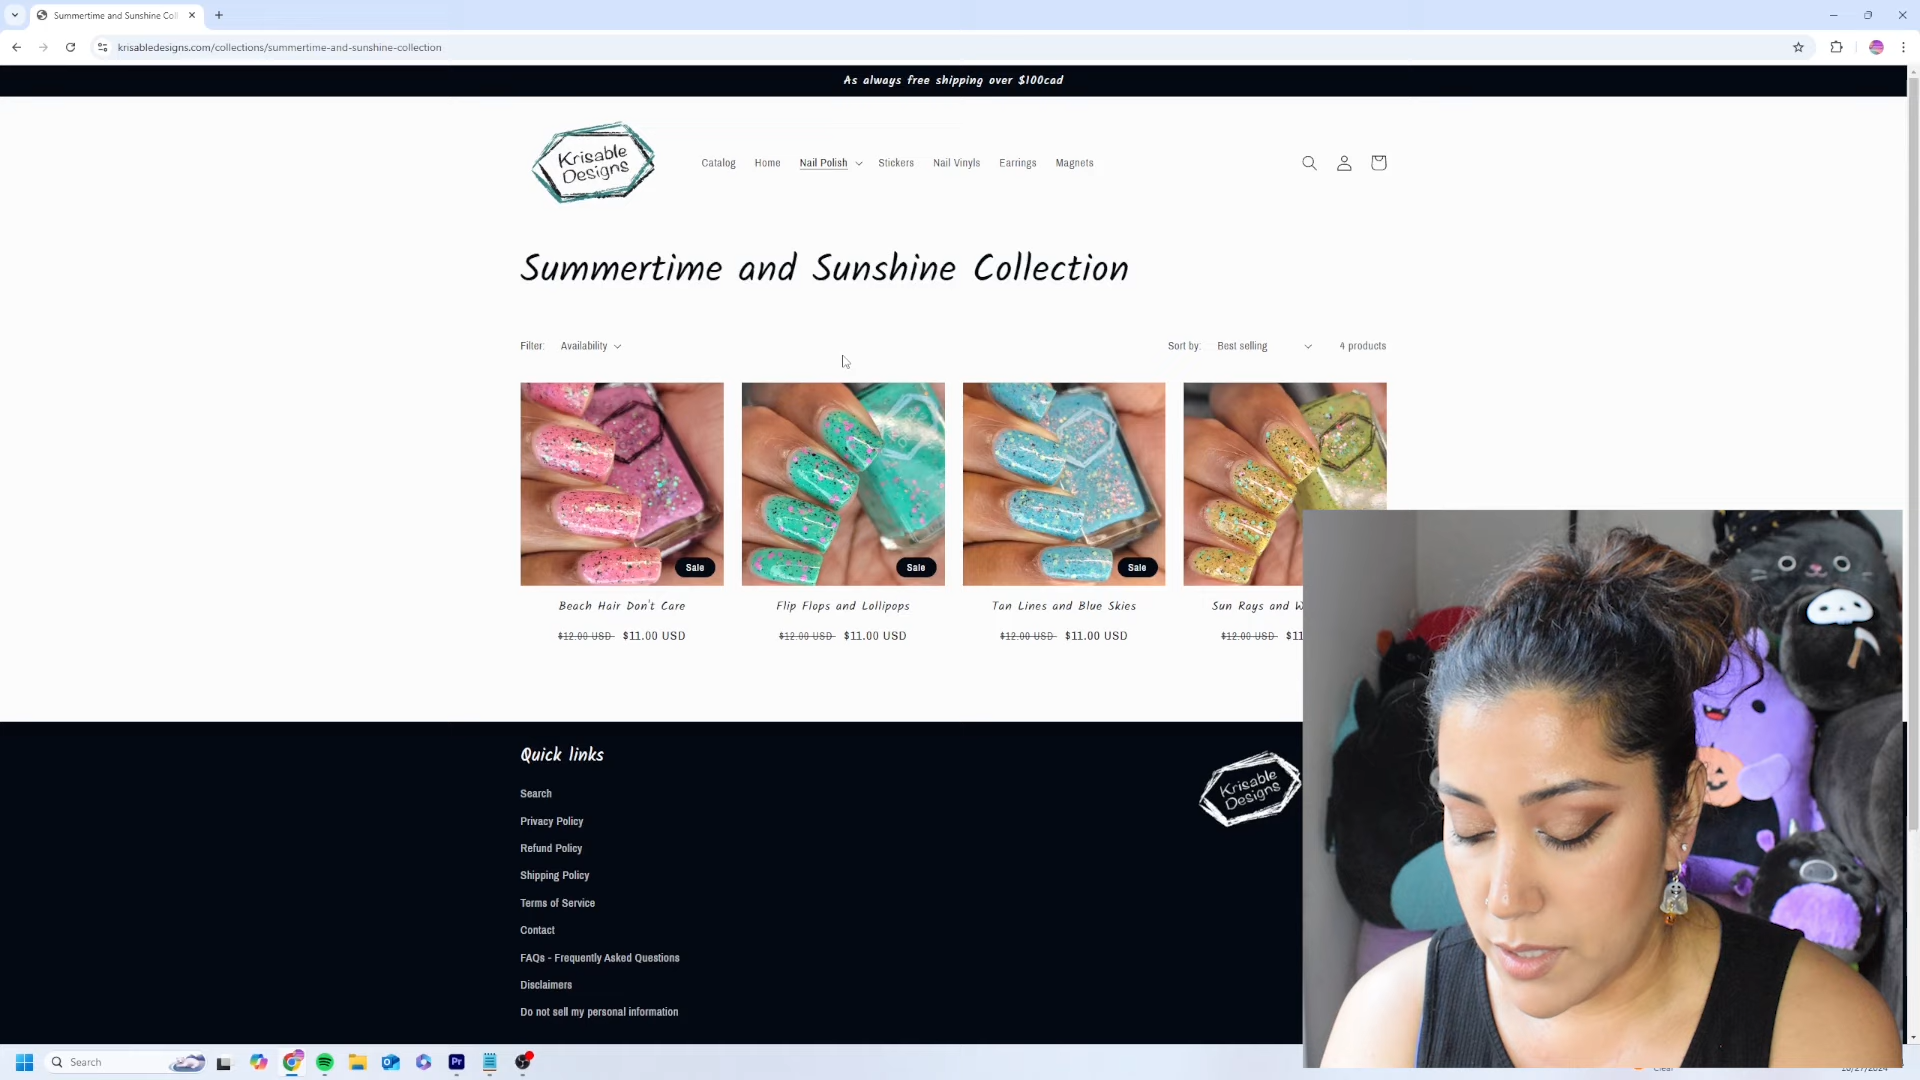 Summertime and Sunshine Coll
krisabledesigns.com/collections/summertime-and-sunshine-collection
As always free shipping over $100cad
Krisable Designs
Catalog Home Nail Polish Stickers Nail Vinyls Earrings Magnets
Summertime and Sunshine Collection
Filter: Availability
Sort by: Best selling 4 products
Sale Sale Sale
Beach Hair Don't Care Flip Flops and Lollipops Tan Lines and Blue Skies Sun Rays and W
$12.00 USD $11.00 USD $12.00 USD $11.00 USD $12.00 USD $11.00 USD $12.00 USD $11
Quick links
Krisable Designs
Search
Privacy Policy
Refund Policy
Shipping Policy
Terms of Service
Contact
FAQs - Frequently Asked Questions
Disclaimers
Do not sell my personal information
Search
Pr